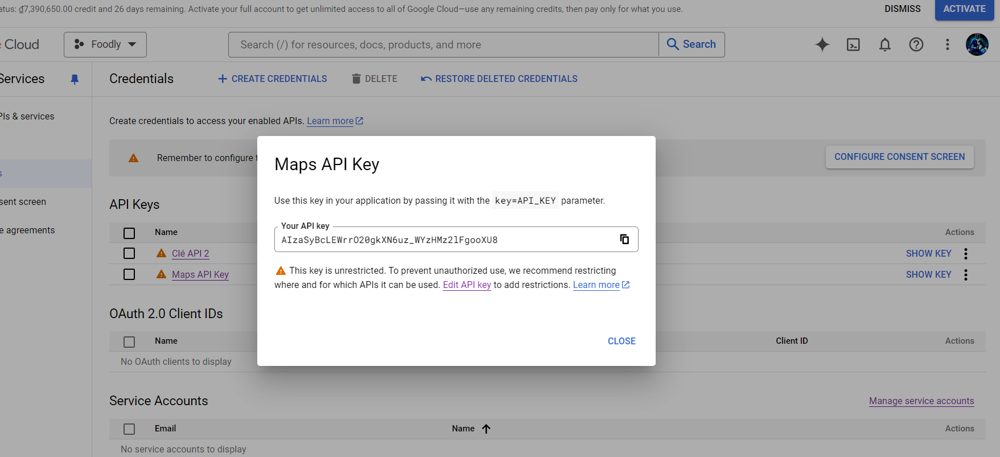 atus: ₫7,390,650.00 credit and 26 days remaining. Activate your full account to get unlimited access to all of Google Cloud—use any remaining credits, then pay only for what you use.
DISMISS
ACTIVATE
Cloud
Foodly
Search (/) for resources, docs, products, and more
Search
Services
Credentials
CREATE CREDENTIALS
DELETE
RESTORE DELETED CREDENTIALS
PIs & services
Create credentials to access your enabled APIs. Learn more
Remember to configure t
CONFIGURE CONSENT SCREEN
s
sent screen
e agreements
Maps API Key
Use this key in your application by passing it with the key=API_KEY parameter.
Your API key
AIzaSyBcLEWrrO20gkXN6uz_WYzHMz2lFgooXU8
This key is unrestricted. To prevent unauthorized use, we recommend restricting
where and for which APIs it can be used. Edit API key to add restrictions. Learn more
CLOSE
API Keys
Name
Actions
Clé API 2
SHOW KEY
Maps API Key
SHOW KEY
OAuth 2.0 Client IDs
Name
Client ID
Actions
No OAuth clients to display
Service Accounts
Manage service accounts
Email
Name
Actions
No service accounts to display